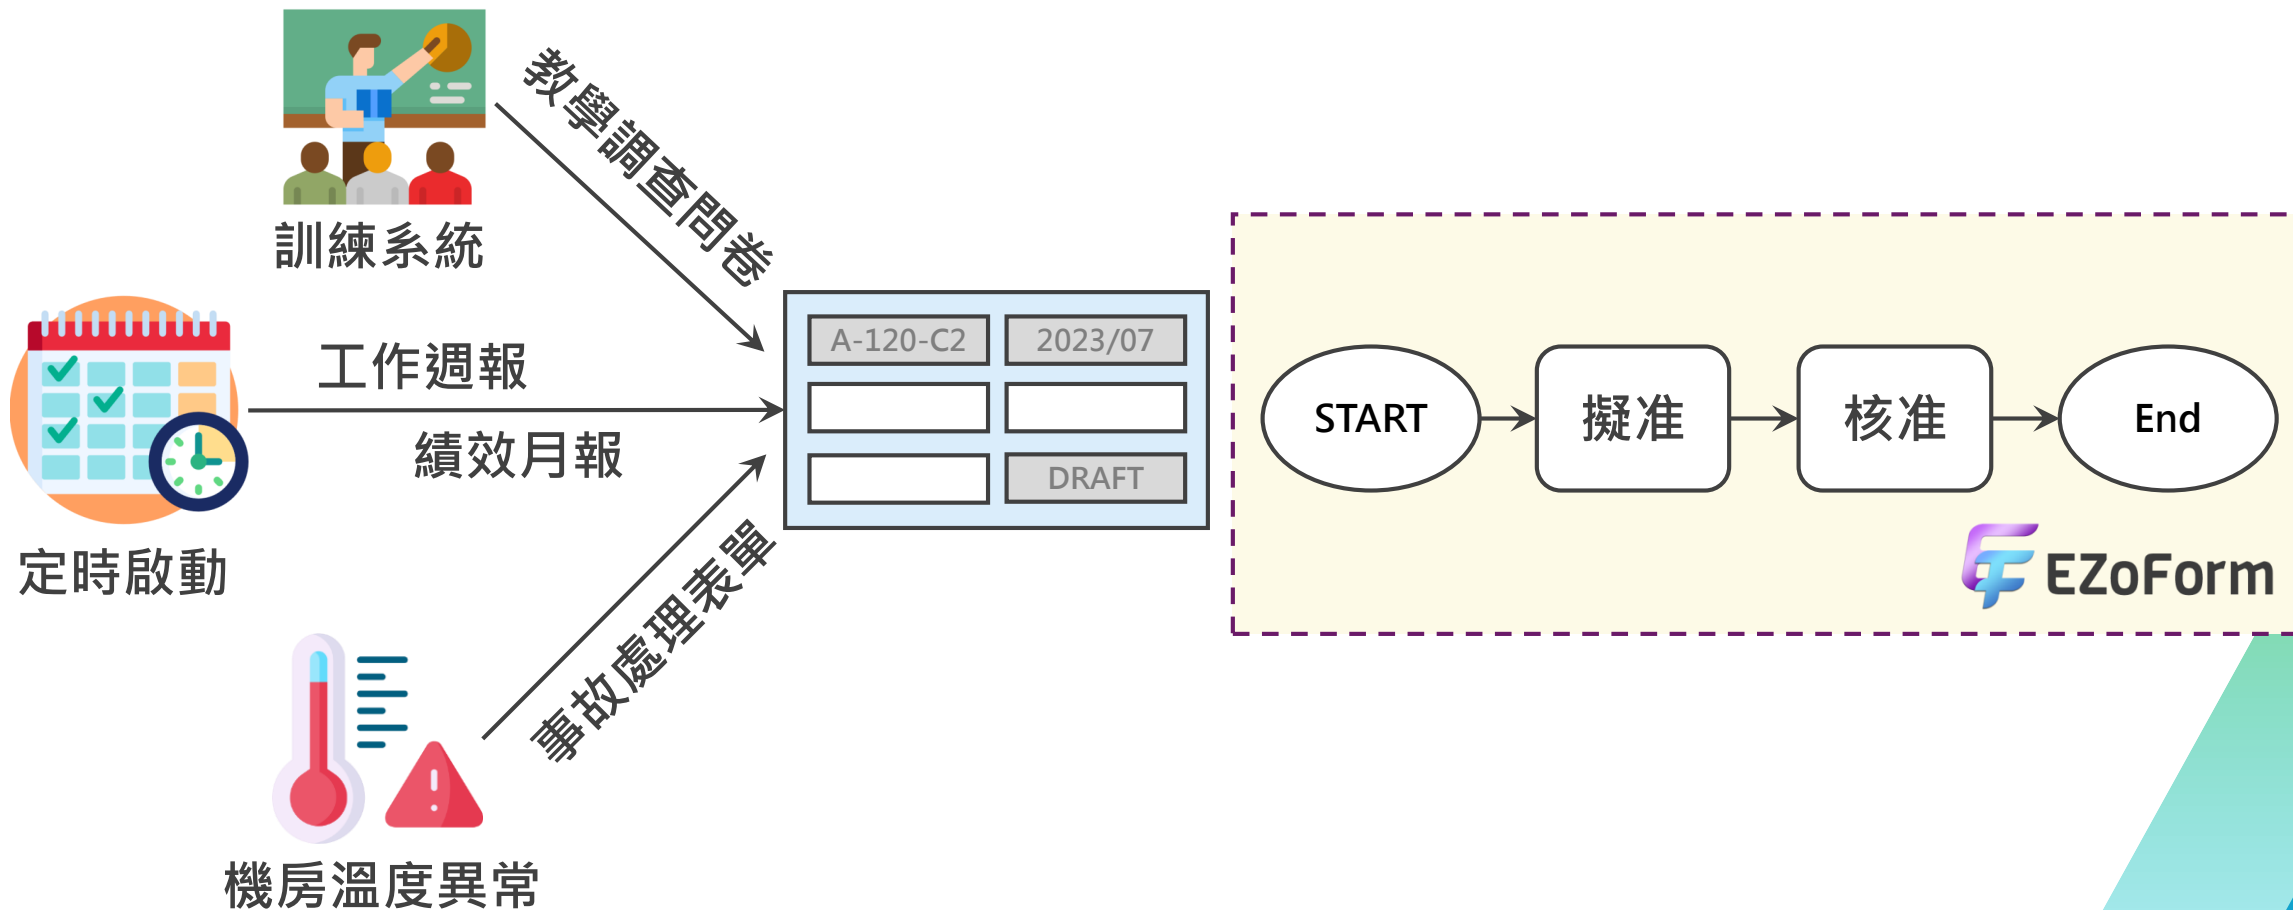 教學調查問卷
訓練系統
工作週報
績效月報
定時啟動
事故處理表單
機房溫度異常
A-120-C2
2023/07
DRAFT
START
擬准
核准
End
EZoForm